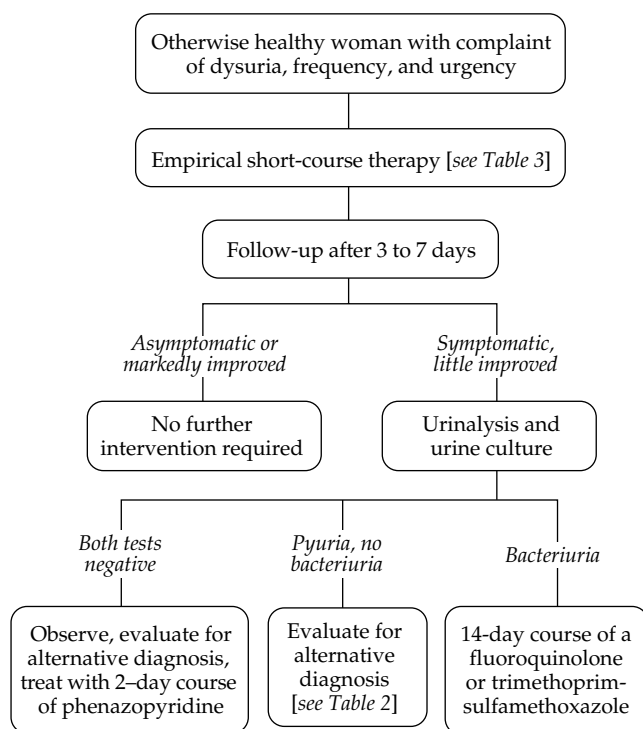 Otherwise healthy woman with complaint
of dysuria, frequency, and urgency
Empirical short-course therapy [see Table 3]
Follow-up after 3 to 7 days
Asymptomatic or
markedly improved
Symptomatic,
little improved
No further
intervention required
Urinalysis and
urine culture
Both tests
negative
Pyuria, no
bacteriuria
Bacteriuria
Observe, evaluate for
alternative diagnosis,
treat with 2–day course
of phenazopyridine
Evaluate for
alternative
diagnosis
[see Table 2]
14-day course of a
fluoroquinolone
or trimethoprim-
sulfamethoxazole